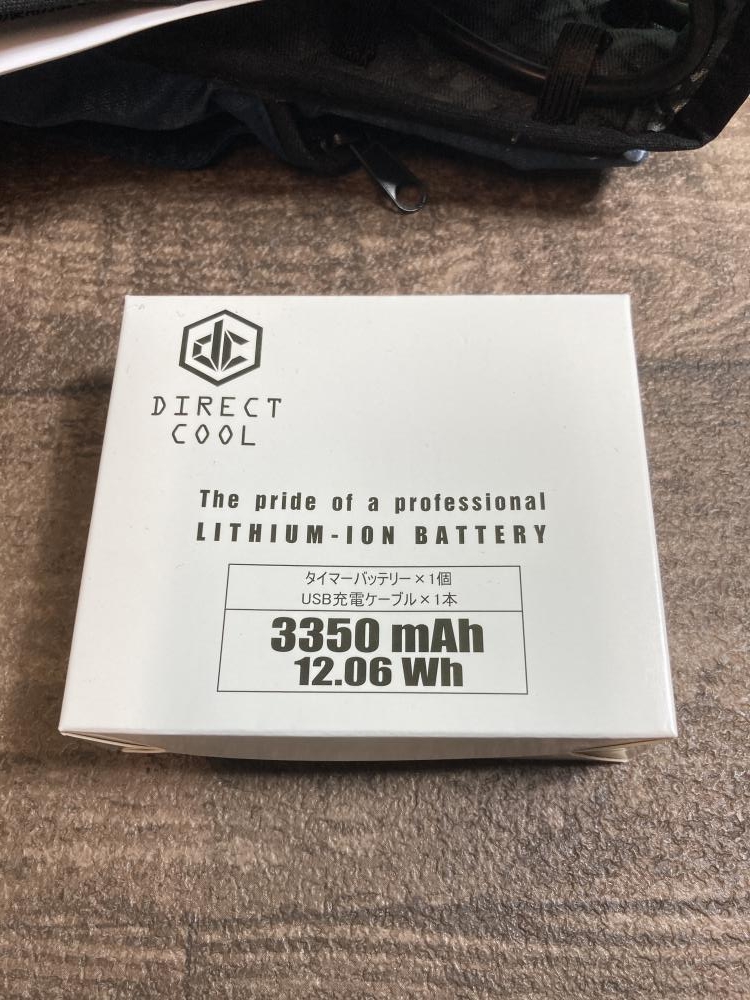 dc
DIRECT
COOL
The pride of a professional
LITHIUM-ION BATTERY
タイマーバッテリー×1個
USB充電ケーブル×1本
3350 mAh
12.06 Wh